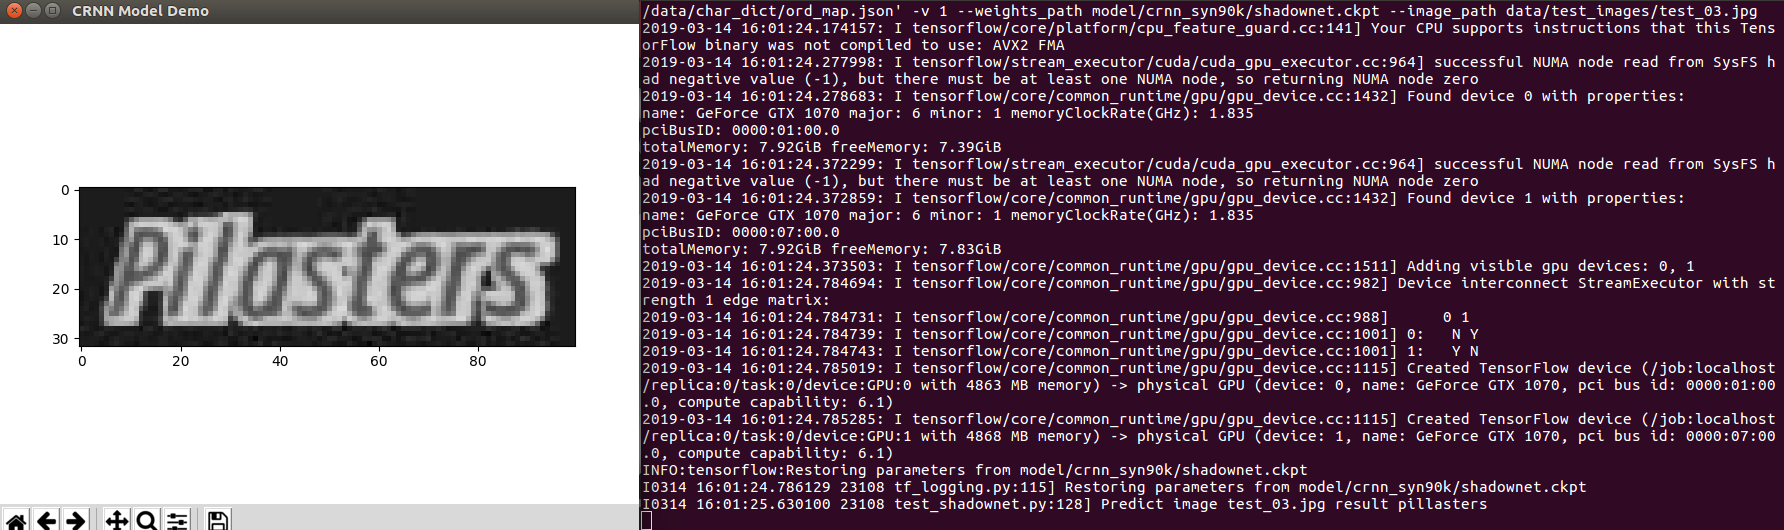 CRNN Model Demo
0
10
20
30
0
20
40
60
80
Pilasters
/data/char_dict/ord_map.json' -v 1 --weights_path model/crnn_syn90k/shadownet.ckpt --image_path data/test_images/test_03.jpg
2019-03-14 16:01:24.174157: I tensorflow/core/platform/cpu_feature_guard.cc:141] Your CPU supports instructions that this Tens
orFlow binary was not compiled to use: AVX2 FMA
2019-03-14 16:01:24.277998: I tensorflow/stream_executor/cuda/cuda_gpu_executor.cc:964] successful NUMA node read from SysFS h
ad negative value (-1), but there must be at least one NUMA node, so returning NUMA node zero
2019-03-14 16:01:24.278683: I tensorflow/core/common_runtime/gpu/gpu_device.cc:1432] Found device 0 with properties:
name: GeForce GTX 1070 major: 6 minor: 1 memoryClockRate(GHz): 1.835
pciBusID: 0000:01:00.0
totalMemory: 7.92GiB freeMemory: 7.39GiB
2019-03-14 16:01:24.372299: I tensorflow/stream_executor/cuda/cuda_gpu_executor.cc:964] successful NUMA node read from SysFS h
ad negative value (-1), but there must be at least one NUMA node, so returning NUMA node zero
2019-03-14 16:01:24.372859: I tensorflow/core/common_runtime/gpu/gpu_device.cc:1432] Found device 1 with properties:
name: GeForce GTX 1070 major: 6 minor: 1 memoryClockRate(GHz): 1.835
pciBusID: 0000:07:00.0
totalMemory: 7.92GiB freeMemory: 7.83GiB
2019-03-14 16:01:24.373503: I tensorflow/core/common_runtime/gpu/gpu_device.cc:1511] Adding visible gpu devices: 0, 1
2019-03-14 16:01:24.784694: I tensorflow/core/common_runtime/gpu/gpu_device.cc:982] Device interconnect StreamExecutor with st
rength 1 edge matrix:
2019-03-14 16:01:24.784731: I tensorflow/core/common_runtime/gpu/gpu_device.cc:988]      0 1
2019-03-14 16:01:24.784739: I tensorflow/core/common_runtime/gpu/gpu_device.cc:1001] 0:   N Y
2019-03-14 16:01:24.784743: I tensorflow/core/common_runtime/gpu/gpu_device.cc:1001] 1:   Y N
2019-03-14 16:01:24.785019: I tensorflow/core/common_runtime/gpu/gpu_device.cc:1115] Created TensorFlow device (/job:localhost
/replica:0/task:0/device:GPU:0 with 4863 MB memory) -> physical GPU (device: 0, name: GeForce GTX 1070, pci bus id: 0000:01:00
.0, compute capability: 6.1)
2019-03-14 16:01:24.785285: I tensorflow/core/common_runtime/gpu/gpu_device.cc:1115] Created TensorFlow device (/job:localhost
/replica:0/task:0/device:GPU:1 with 4868 MB memory) -> physical GPU (device: 1, name: GeForce GTX 1070, pci bus id: 0000:07:00
.0, compute capability: 6.1)
INFO:tensorflow:Restoring parameters from model/crnn_syn90k/shadownet.ckpt
I0314 16:01:24.786129 23108 tf_logging.py:115] Restoring parameters from model/crnn_syn90k/shadownet.ckpt
I0314 16:01:25.630100 23108 test_shadownet.py:128] Predict image test_03.jpg result pillasters